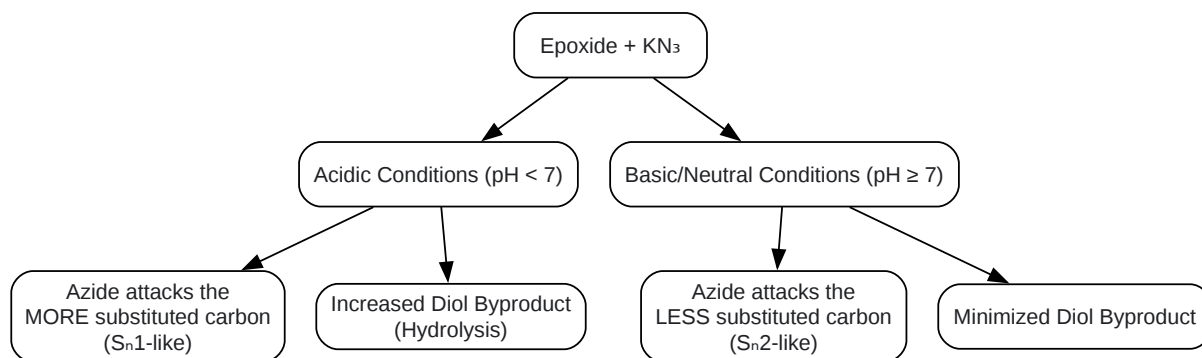 Epoxide + KN₃
Acidic Conditions (pH < 7)
Basic/Neutral Conditions (pH ≥ 7)
Azide attacks the
MORE substituted carbon
(Sₙ1-like)
Increased Diol Byproduct
(Hydrolysis)
Azide attacks the
LESS substituted carbon
(Sₙ2-like)
Minimized Diol Byproduct